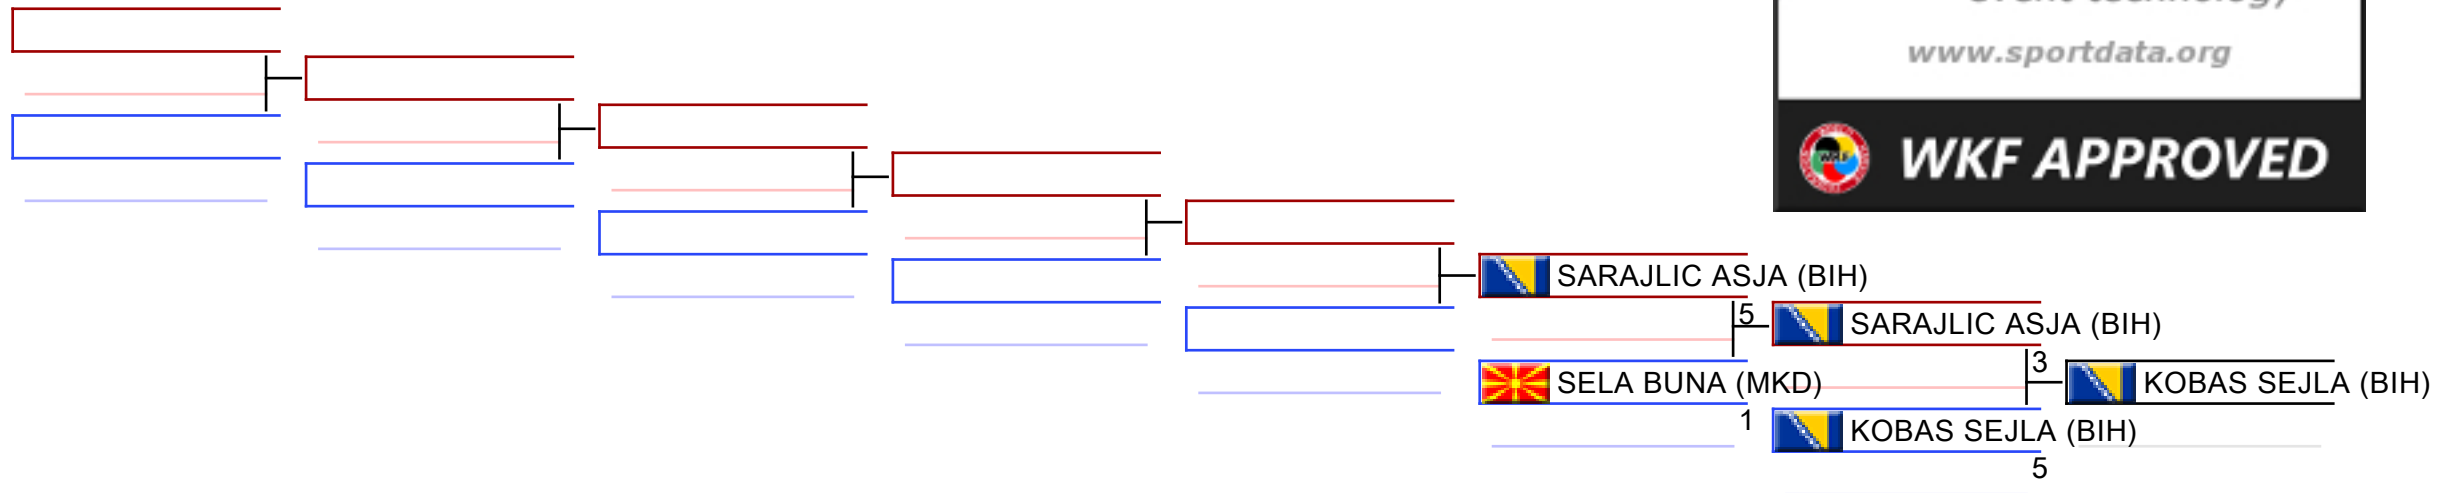 www.sportdata.org
WKF APPROVED
SARAJLIC ASJA (BIH)
5
SARAJLIC ASJA (BIH)
3
SELA BUNA (MKD)
KOBAS SEJLA (BIH)
1
KOBAS SEJLA (BIH)
5